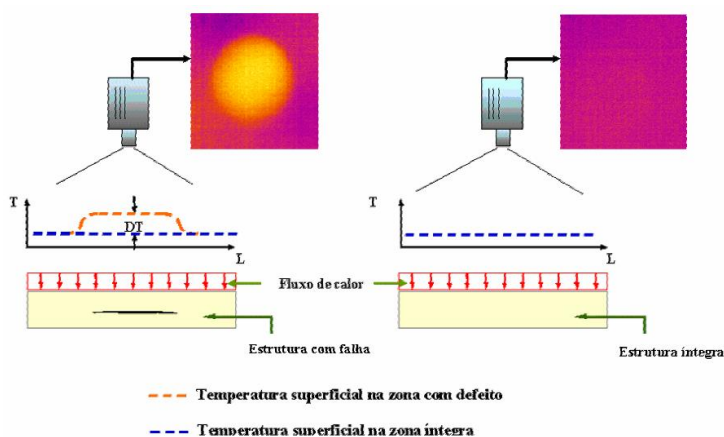 T
DT
L
T
L
Fluxo de calor
Estrutura com falha
Estrutura íntegra
Temperatura superficial na zona com defeito
Temperatura superficial na zona íntegra